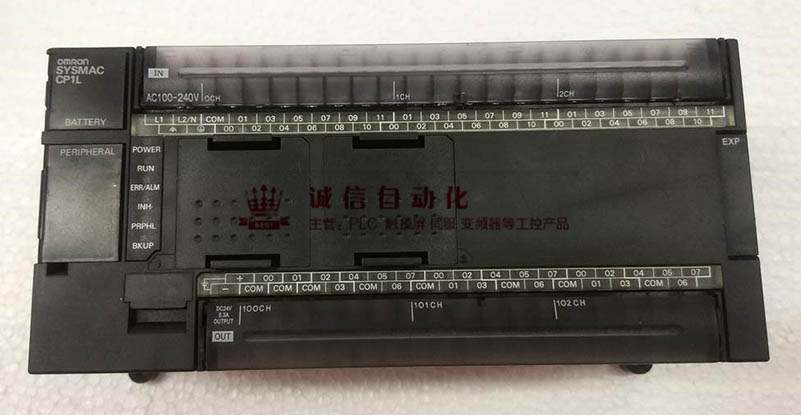 OMRON
SYSMAC
CP1L
IN
AC100-240V 0CH 1CH 2CH
BATTERY
L1 L2/N COM 01 03 05 07 09 11 01 03 05 07 09 11 01 03 05 07 09 11
00 02 04 06 08 10 00 02 04 06 08 10 00 02 04 06 08 10
PERIPHERAL
POWER
RUN
ERR/ALM
INH
PRPHL
BKUP
EXP
BEST
诚信自动化
主营:PLC 触摸屏 伺服 变频器等工控产品
+ 00 01 02 04 05 07 00 02 04 05 07 00 02 04 05 07
- COM COM COM 03 COM 06 COM 01 03 COM 06 COM 01 03 COM 06
DC24V
0.3A
OUTPUT
100CH 101CH 102CH
OUT